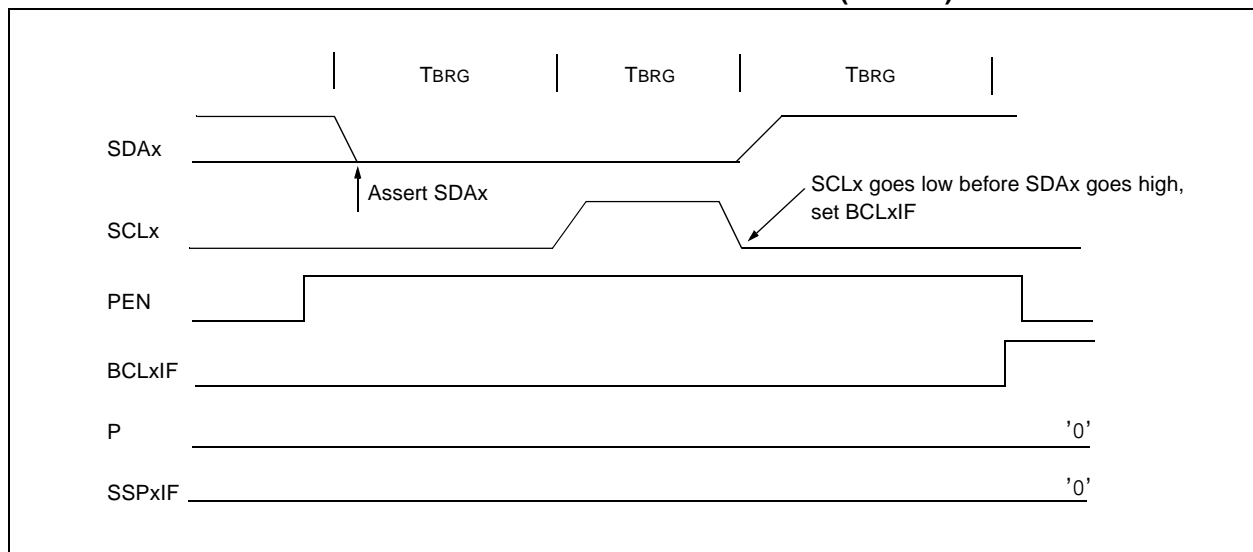 TBRG TBRG TBRG
SDAx
Assert SDAx
SCLx goes low before SDAx goes high,
set BCLxIF
SCLx
PEN
BCLxIF
P '0'
SSPxIF '0'